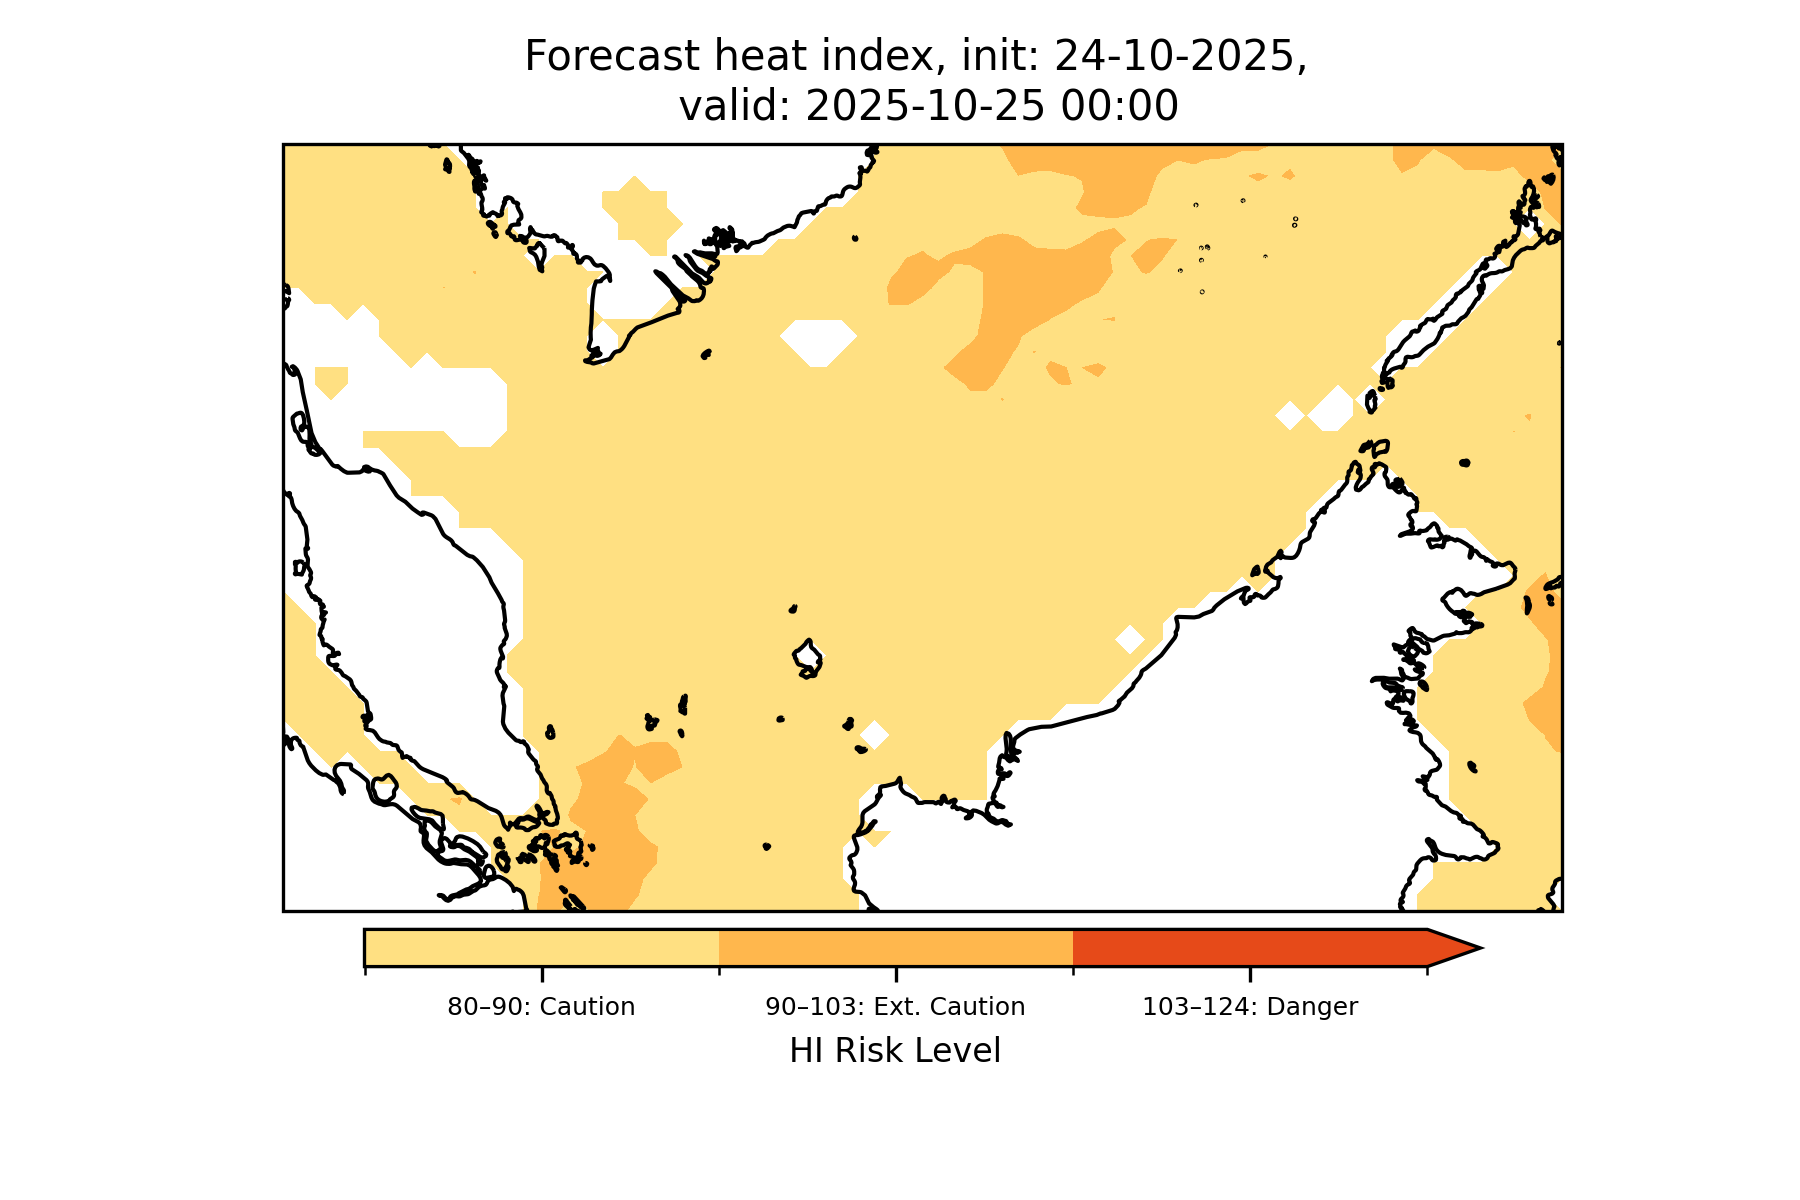 Forecast heat index, init: 24-10-2025,
valid: 2025-10-25 00:00
80–90: Caution
90–103: Ext. Caution
103–124: Danger
HI Risk Level